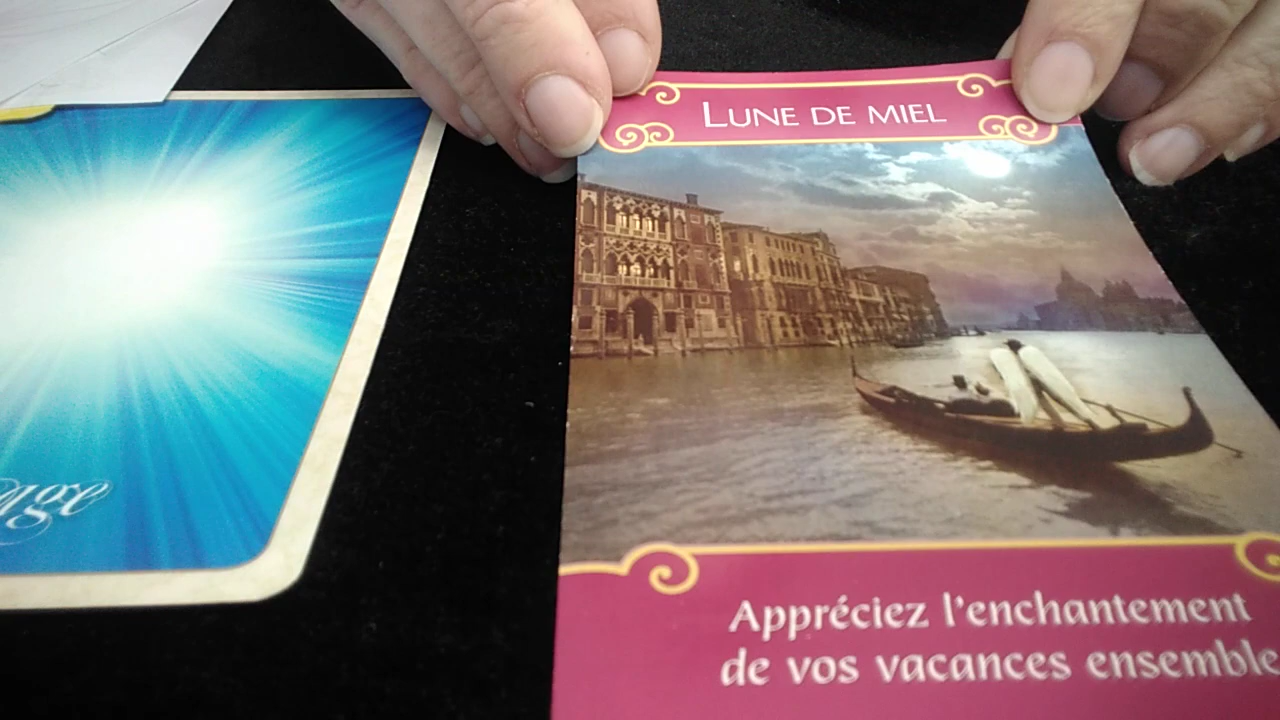 LUNE DE MIEL
Appréciez l'enchantement
de vos vacances ensemble